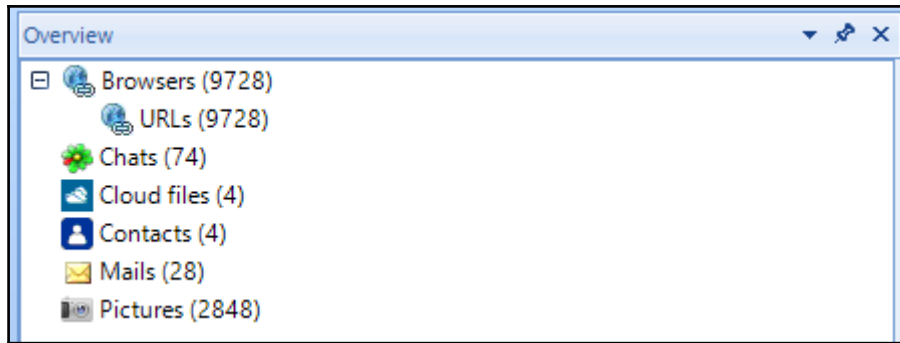 Overview
Browsers (9728)
URLs (9728)
Chats (74)
Cloud files (4)
Contacts (4)
Mails (28)
Pictures (2848)